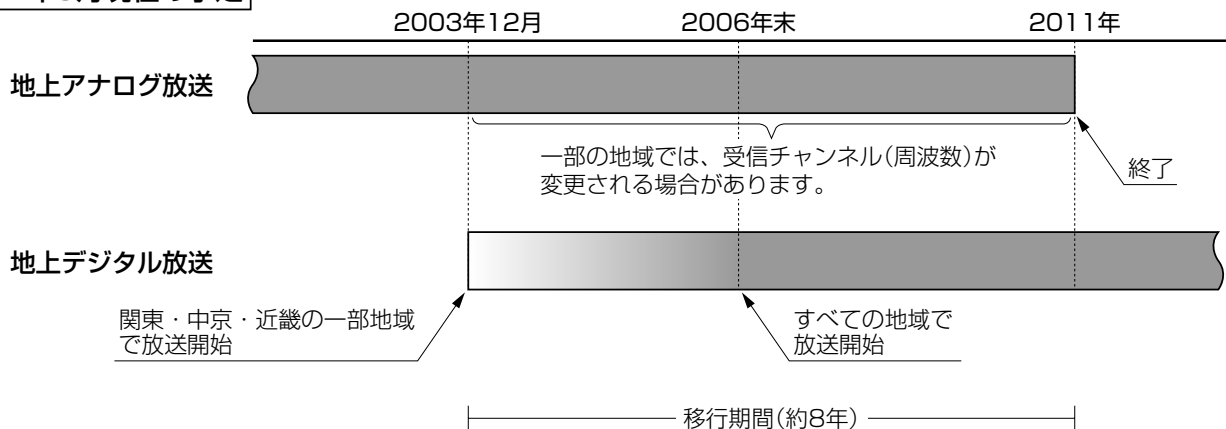 2003年12月
2006年末
2011年
地上アナログ放送
一部の地域では、受信チャンネル(周波数)が
変更される場合があります。
終了
地上デジタル放送
関東・中京・近畿の一部地域
で放送開始
すべての地域で
放送開始
移行期間(約8年)